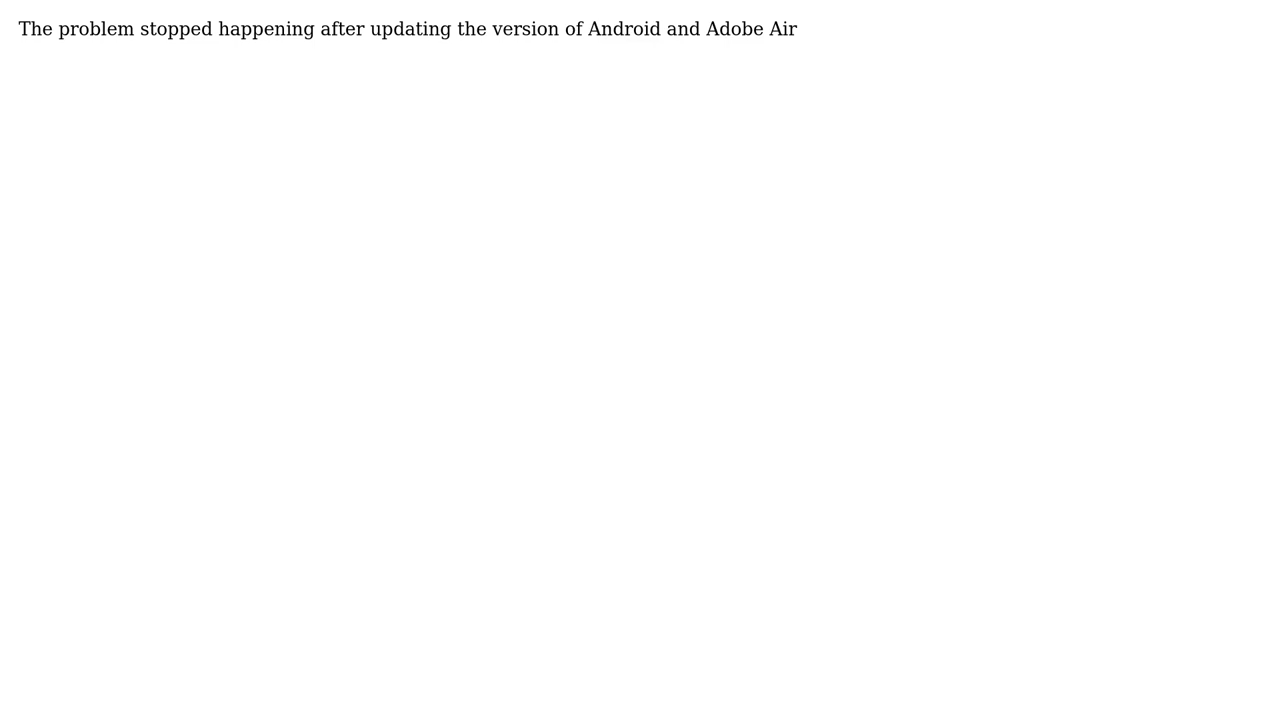 The problem stopped happening after updating the version of Android and Adobe Air